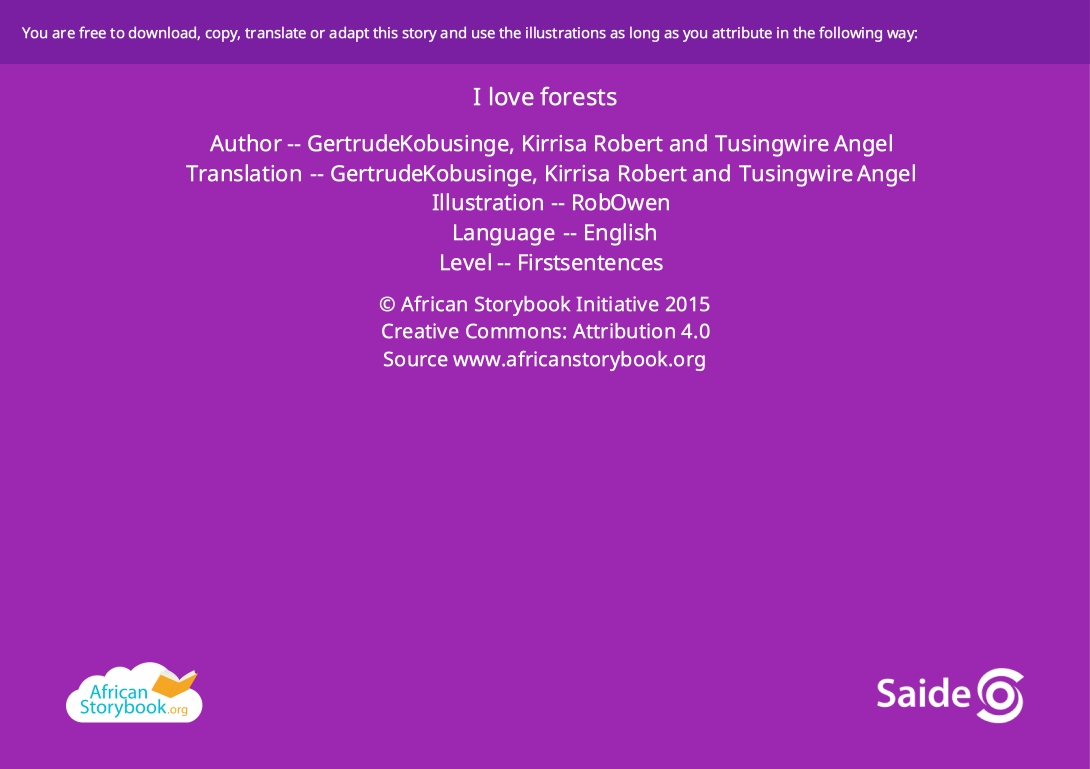 You are free to download, copy, translate or adapt this story and use the illustrations as long as you attribute in the following way:
I love forests
Author -- GertrudeKobusinge, Kirrisa Robert and Tusingwire Angel
Translation -- GertrudeKobusinge, Kirrisa Robert and Tusingwire Angel
Illustration -- RobOwen
Language -- English
Level -- Firstsentences
© African Storybook Initiative 2015
Creative Commons: Attribution 4.0
Source www.africanstorybook.org
African
Storybook.org
Saide